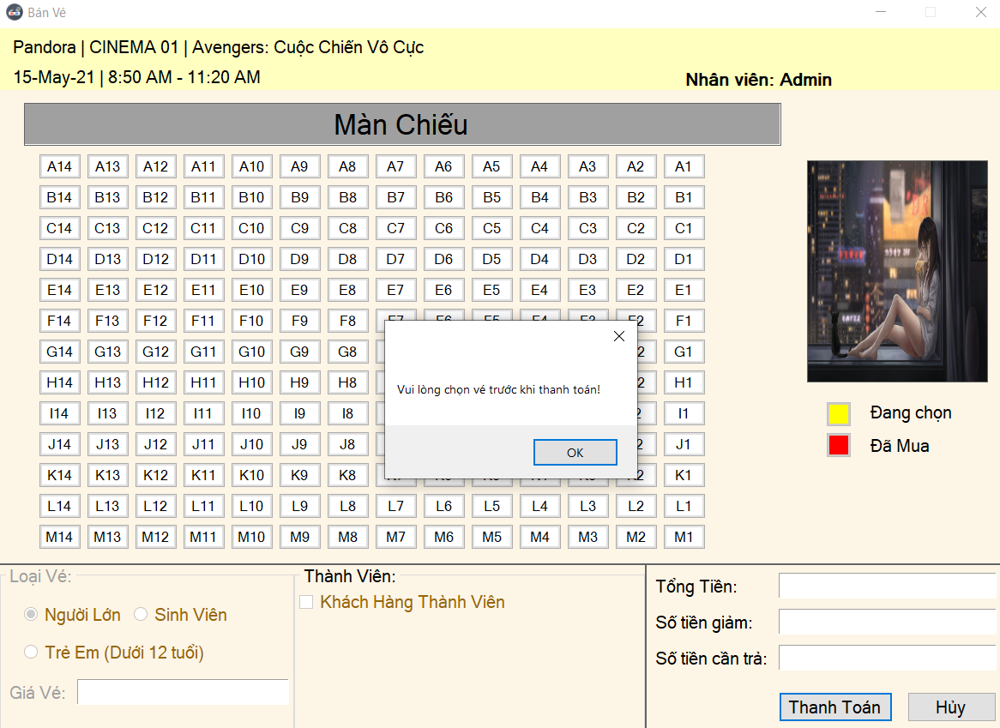 Bán Vé
Pandora | CINEMA 01 | Avengers: Cuộc Chiến Vô Cực
15-May-21 | 8:50 AM - 11:20 AM
Nhân viên: Admin
Màn Chiếu
A14 A13 A12 A11 A10 A9 A8 A7 A6 A5 A4 A3 A2 A1
B14 B13 B12 B11 B10 B9 B8 B7 B6 B5 B4 B3 B2 B1
C14 C13 C12 C11 C10 C9 C8 C7 C6 C5 C4 C3 C2 C1
D14 D13 D12 D11 D10 D9 D8 D7 D6 D5 D4 D3 D2 D1
E14 E13 E12 E11 E10 E9 E8 E7 E6 E5 E4 E3 E2 E1
F14 F13 F12 F11 F10 F9 F8 F7 F6 F5 F4 F3 F2 F1
G14 G13 G12 G11 G10 G9 G8 2 G1
H14 H13 H12 H11 H10 H9 H8 2 H1
I14 I13 I12 I11 I10 I9 I8 2 I1
J14 J13 J12 J11 J10 J9 J8 2 J1
K14 K13 K12 K11 K10 K9 K8 K2 K1
L14 L13 L12 L11 L10 L9 L8 L7 L6 L5 L4 L3 L2 L1
M14 M13 M12 M11 M10 M9 M8 M7 M6 M5 M4 M3 M2 M1
Vui lòng chọn vé trước khi thanh toán!
OK
Đang chọn
Đã Mua
Loại Vé:
Người Lớn Sinh Viên
Trẻ Em (Dưới 12 tuổi)
Giá Vé:
Thành Viên:
Khách Hàng Thành Viên
Tổng Tiền:
Số tiền giảm:
Số tiền cần trả:
Thanh Toán Hủy